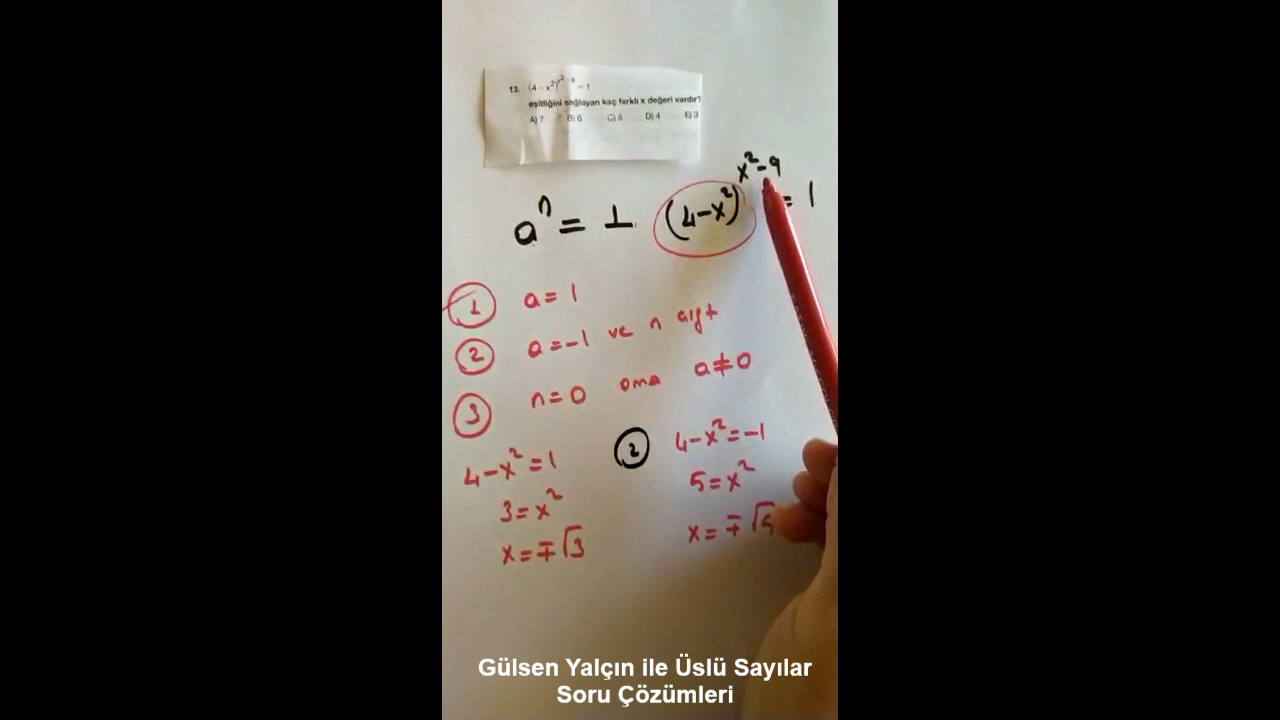 13. (4 - x²)^x² - 9 = 1
eşitliğini sağlayan kaç farklı x değeri vardır?
A) 7 B) 6 C) 5 D) 4 E) 3
aⁿ = 1 (4-x²)^x²-9 = 1
1 a = 1
2 a = -1 ve n çift
3 n = 0 ama a ≠ 0
4-x² = 1
3 = x²
x = ∓√3
2 4-x² = -1
5 = x²
x = ∓√5
Gülsen Yalçın ile Üslü Sayılar
Soru Çözümleri